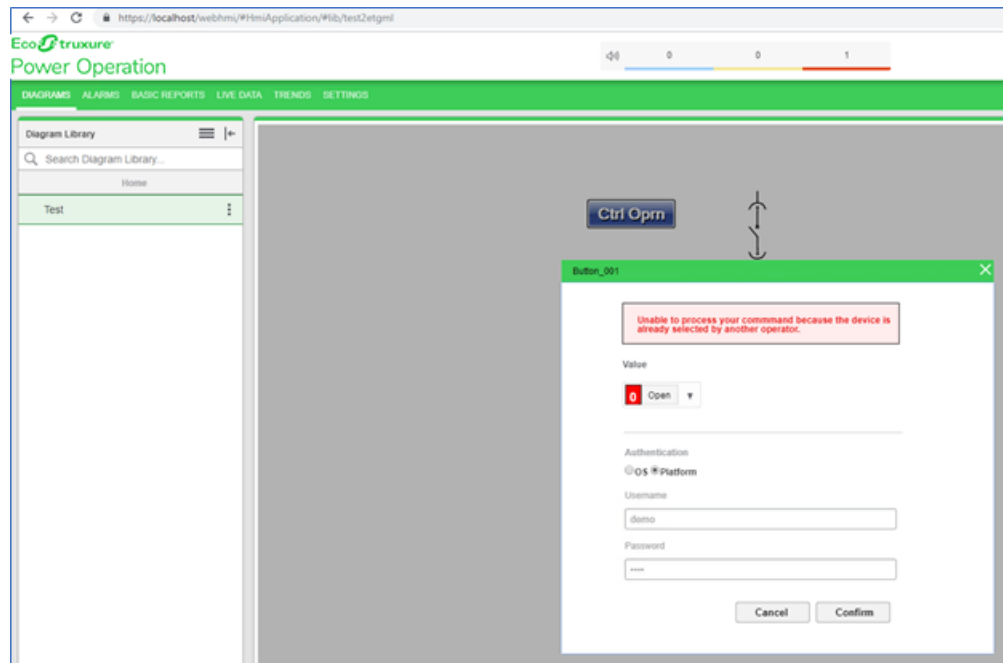 https://localhost/webhmi/#HmiApplication/#lib/test2etgml
EcoStruxure
Power Operation
0 0 1
DIAGRAMS ALARMS BASIC REPORTS LIVE DATA TRENDS SETTINGS
Diagram Library
Search Diagram Library...
Home
Test
Ctrl Oprn
Button_001
Unable to process your commmand because the device is
already selected by another operator.
Value
0 Open
Authentication
OS Platform
Username
demo
Password
••••
Cancel Confirm